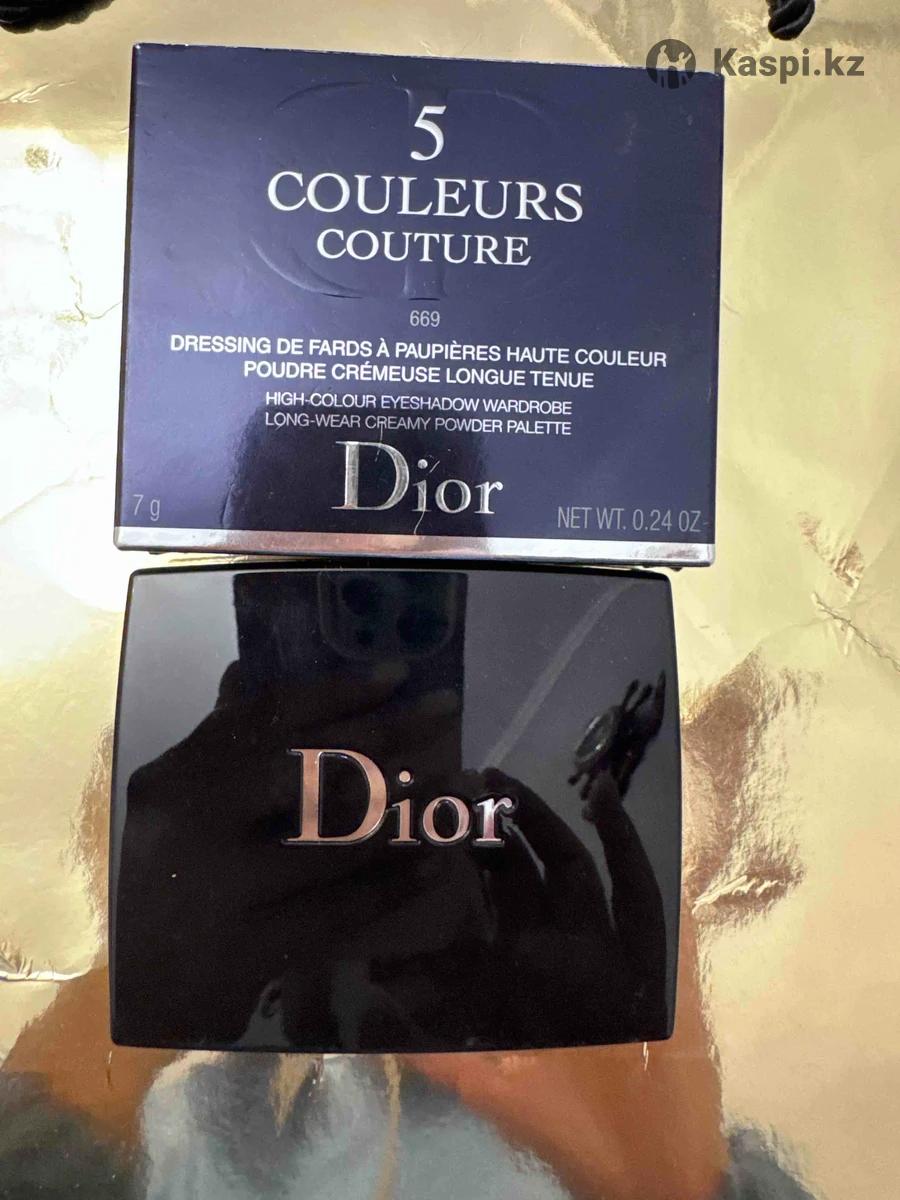 Kaspi.kz
5
COULEURS
COUTURE
669
DRESSING DE FARDS À PAUPIÈRES HAUTE COULEUR
POUDRE CRÉMEUSE LONGUE TENUE
HIGH-COLOUR EYESHADOW WARDROBE
LONG-WEAR CREAMY POWDER PALETTE
Dior
7 g
NET WT. 0.24 OZ
Dior